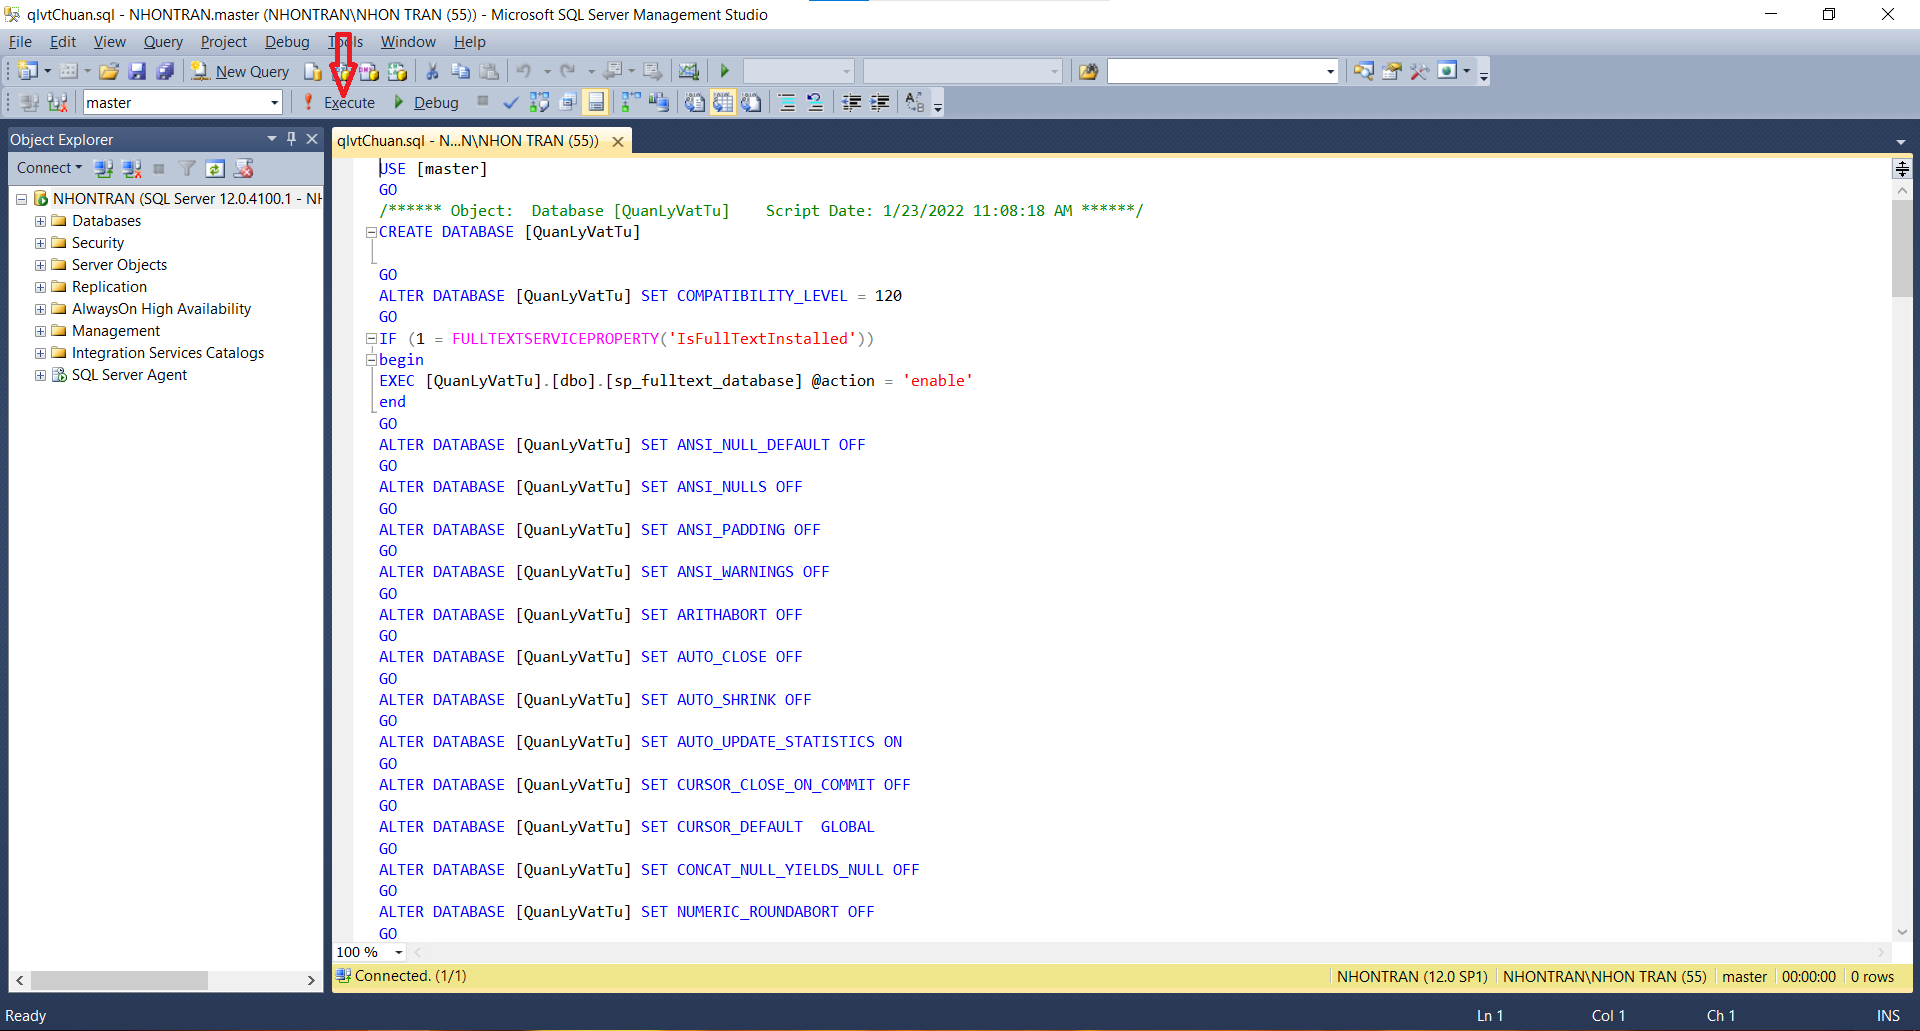 qlvtChuan.sql - NHONTRAN.master (NHONTRAN\NHON TRAN (55)) - Microsoft SQL Server Management Studio
File Edit View Query Project Debug Tools Window Help
New Query
master Execute Debug
Object Explorer
Connect
NHONTRAN (SQL Server 12.0.4100.1 - NH
Databases
Security
Server Objects
Replication
AlwaysOn High Availability
Management
Integration Services Catalogs
SQL Server Agent
qlvtChuan.sql - N...N\NHON TRAN (55))
USE [master]
GO
/****** Object:  Database [QuanLyVatTu]    Script Date: 1/23/2022 11:08:18 AM ******/
CREATE DATABASE [QuanLyVatTu]
GO
ALTER DATABASE [QuanLyVatTu] SET COMPATIBILITY_LEVEL = 120
GO
IF (1 = FULLTEXTSERVICEPROPERTY('IsFullTextInstalled'))
begin
EXEC [QuanLyVatTu].[dbo].[sp_fulltext_database] @action = 'enable'
end
GO
ALTER DATABASE [QuanLyVatTu] SET ANSI_NULL_DEFAULT OFF
GO
ALTER DATABASE [QuanLyVatTu] SET ANSI_NULLS OFF
GO
ALTER DATABASE [QuanLyVatTu] SET ANSI_PADDING OFF
GO
ALTER DATABASE [QuanLyVatTu] SET ANSI_WARNINGS OFF
GO
ALTER DATABASE [QuanLyVatTu] SET ARITHABORT OFF
GO
ALTER DATABASE [QuanLyVatTu] SET AUTO_CLOSE OFF
GO
ALTER DATABASE [QuanLyVatTu] SET AUTO_SHRINK OFF
GO
ALTER DATABASE [QuanLyVatTu] SET AUTO_UPDATE_STATISTICS ON
GO
ALTER DATABASE [QuanLyVatTu] SET CURSOR_CLOSE_ON_COMMIT OFF
GO
ALTER DATABASE [QuanLyVatTu] SET CURSOR_DEFAULT  GLOBAL
GO
ALTER DATABASE [QuanLyVatTu] SET CONCAT_NULL_YIELDS_NULL OFF
GO
ALTER DATABASE [QuanLyVatTu] SET NUMERIC_ROUNDABORT OFF
GO
100 %
Connected. (1/1) NHONTRAN (12.0 SP1) NHONTRAN\NHON TRAN (55) master 00:00:00 0 rows
Ready Ln 1 Col 1 Ch 1 INS